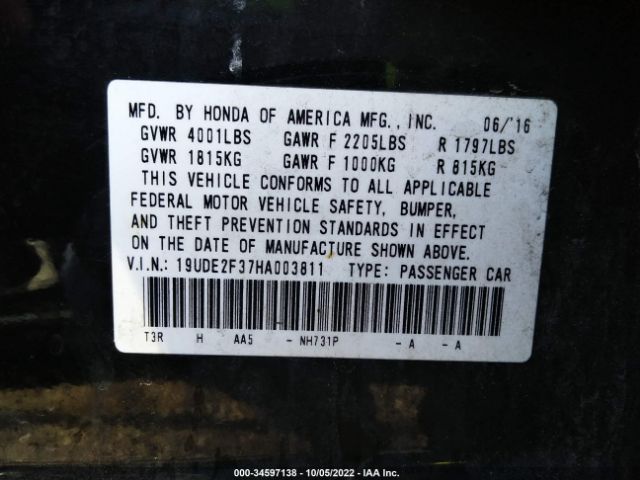 MFD. BY HONDA OF AMERICA MFG., INC. 06/'16
GVWR 4001LBS GAWR F 2205LBS R 1797LBS
GVWR 1815KG GAWR F 1000KG R 815KG
THIS VEHICLE CONFORMS TO ALL APPLICABLE
FEDERAL MOTOR VEHICLE SAFETY, BUMPER,
AND THEFT PREVENTION STANDARDS IN EFFECT
ON THE DATE OF MANUFACTURE SHOWN ABOVE.
V.I.N.: 19UDE2F37HA003811 TYPE: PASSENGER CAR
T3R H AA5 - NH731P - A - A
000-34597138 - 10/05/2022 - IAA Inc.